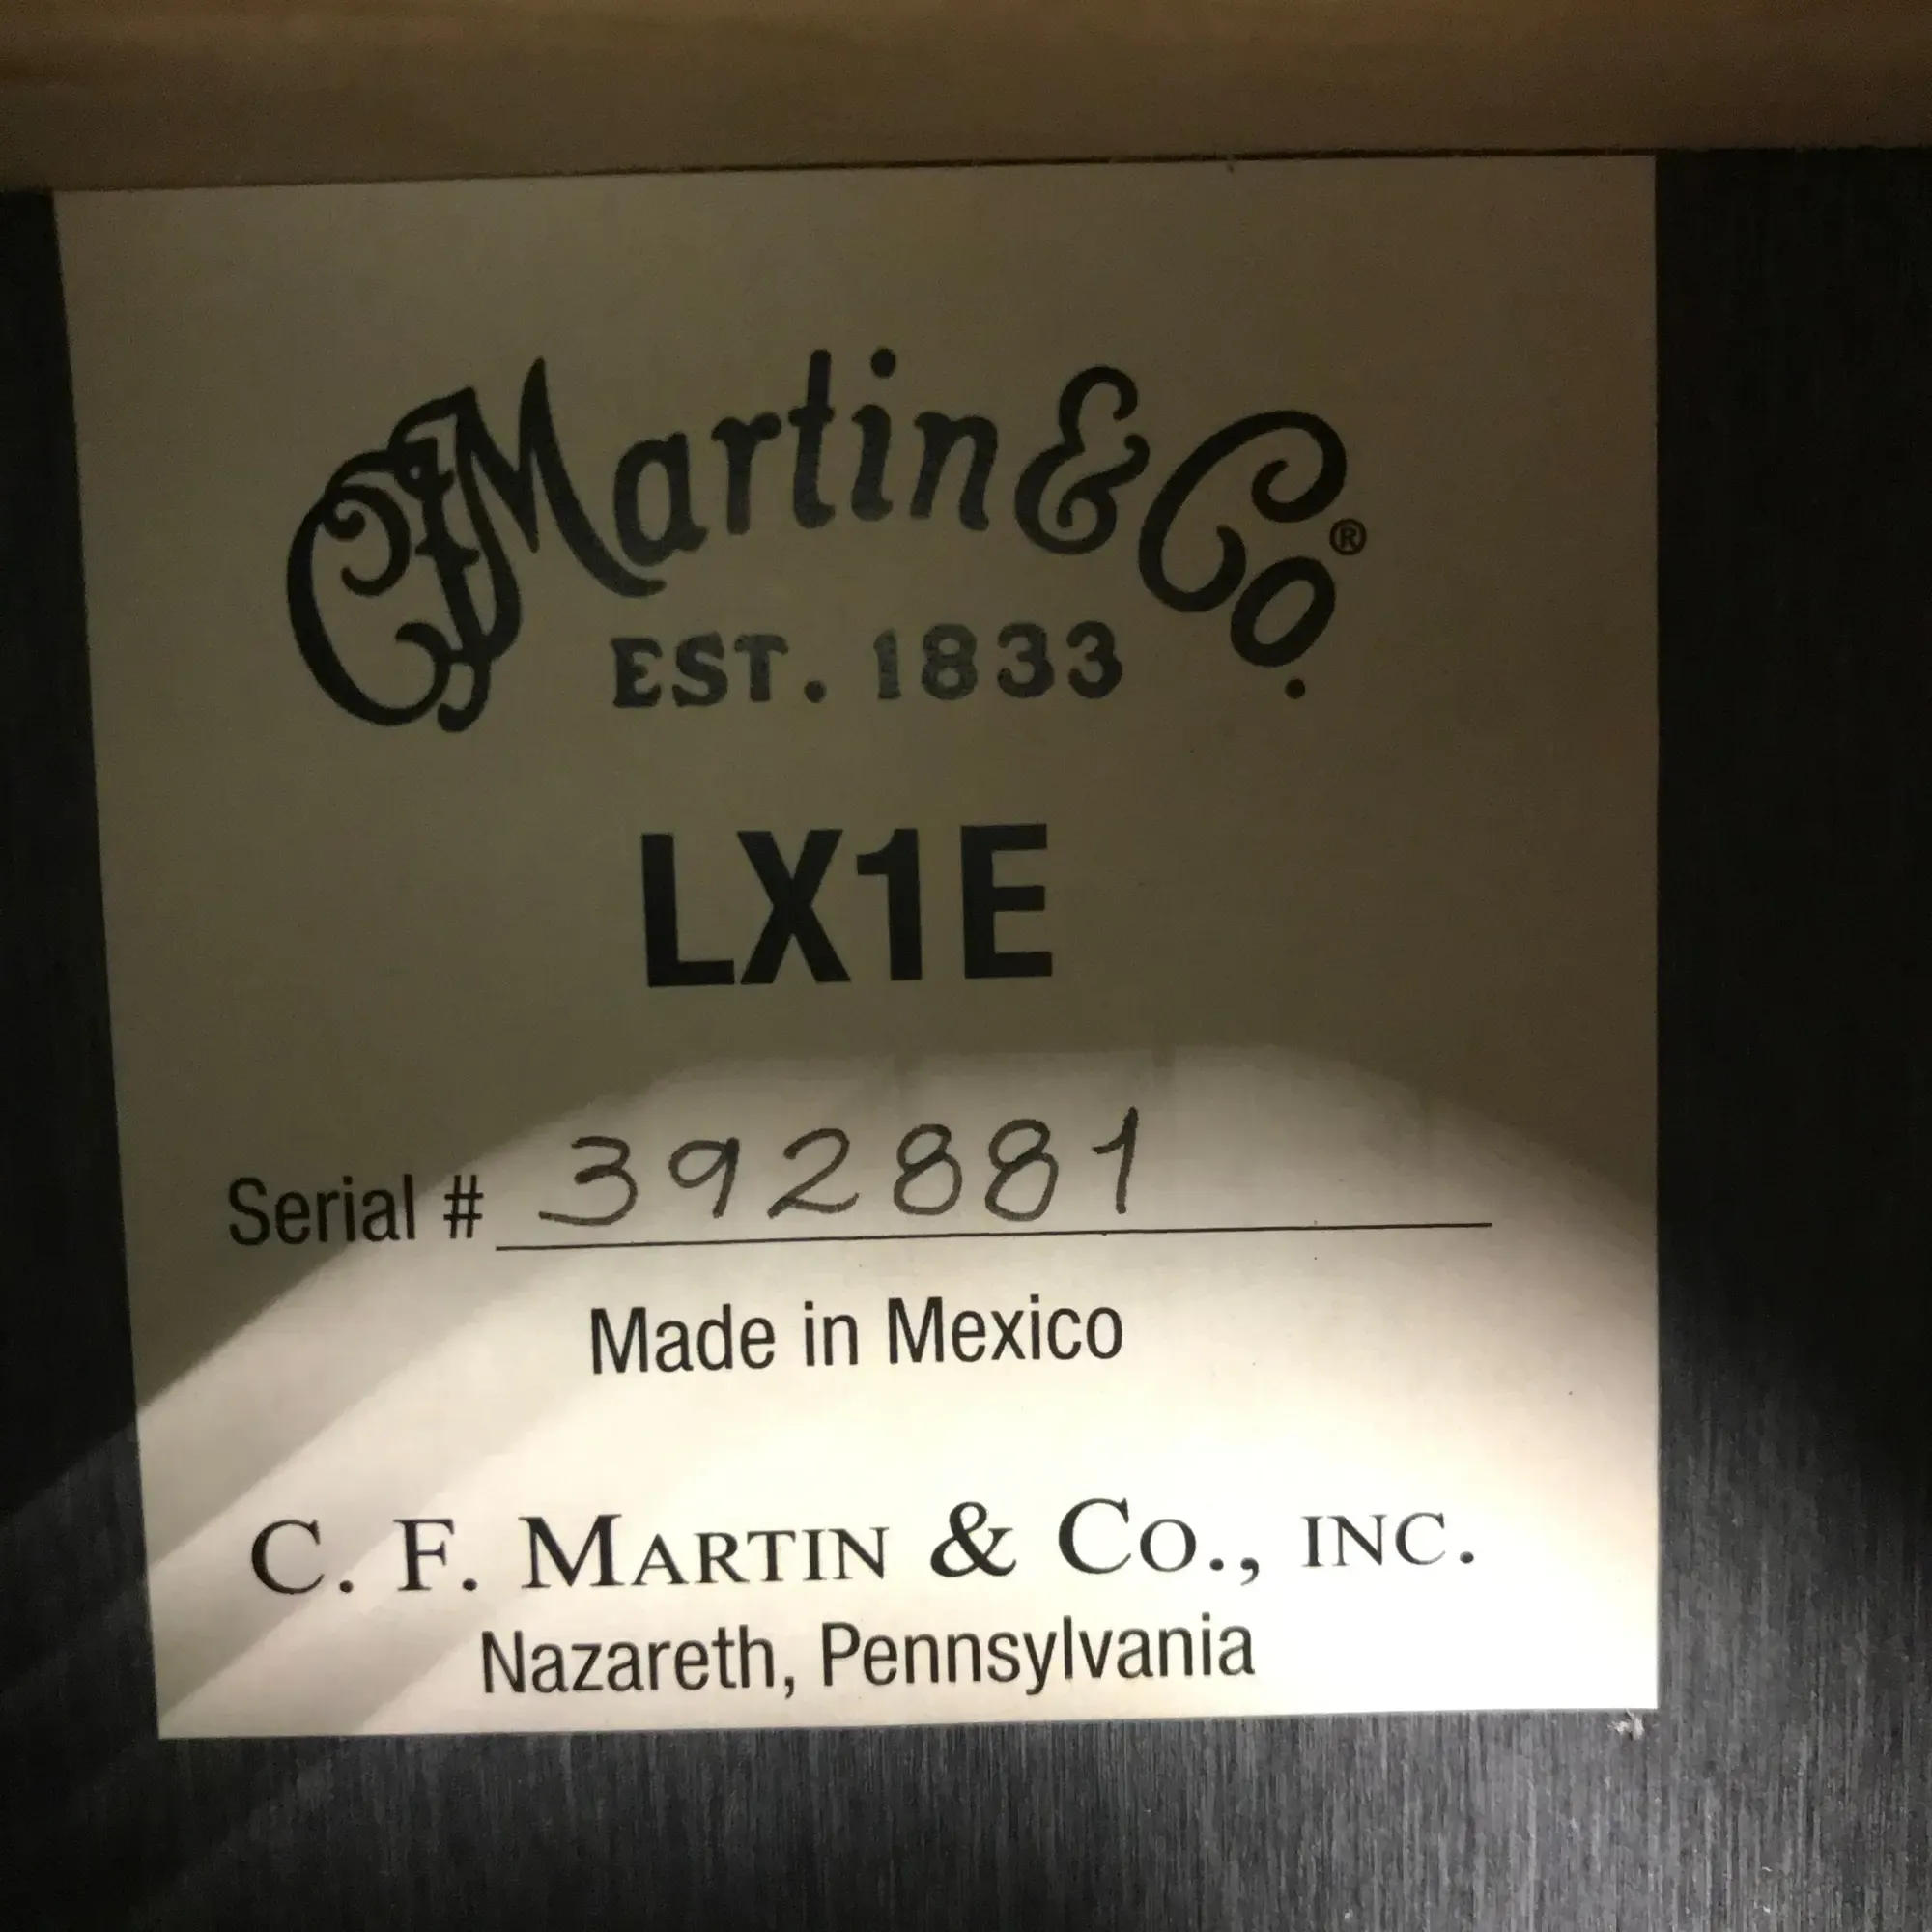 CFMartin & Co.®
EST. 1833
LX1E
Serial # 392881
Made in Mexico
C. F. MARTIN & CO., INC.
Nazareth, Pennsylvania